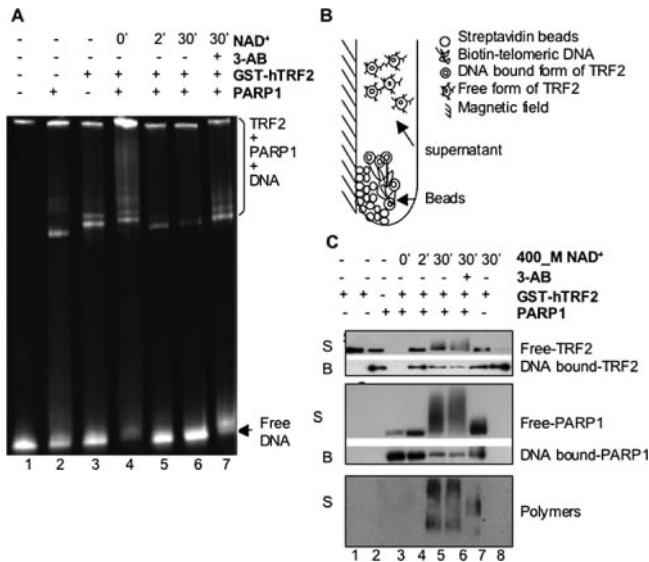 A
- - - 0' 2' 30' 30' NAD⁺
- - - - - - + 3-AB
- - + + + + + GST-hTRF2
- + - + + + + PARP1
TRF2
+
PARP1
+
DNA
Free
DNA
1 2 3 4 5 6 7
B
Streptavidin beads
Biotin-telomeric DNA
DNA bound form of TRF2
Free form of TRF2
Magnetic field
supernatant
Beads
C
- - - 0' 2' 30' 30' 30' 400_M NAD⁺
- - - - - - + - 3-AB
+ + - + + + + + GST-hTRF2
- - + + + + + - PARP1
S Free-TRF2
B DNA bound-TRF2
S Free-PARP1
B DNA bound-PARP1
S Polymers
1 2 3 4 5 6 7 8